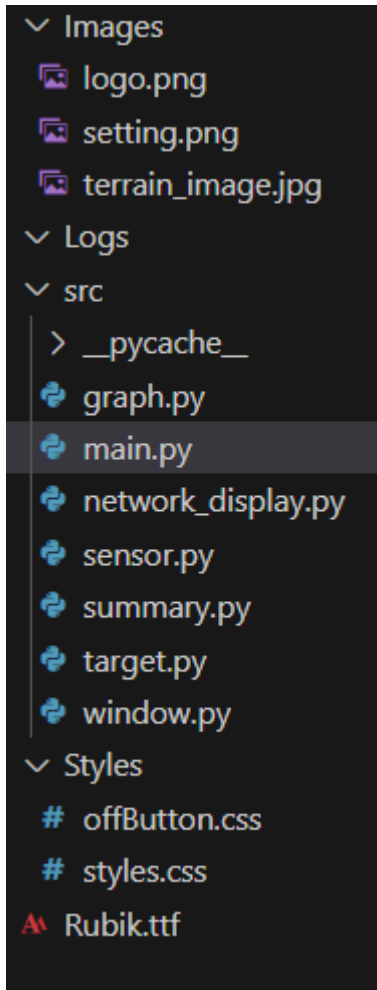 Images
logo.png
setting.png
terrain_image.jpg
Logs
src
__pycache__
graph.py
main.py
network_display.py
sensor.py
summary.py
target.py
window.py
Styles
# offButton.css
# styles.css
Rubik.ttf